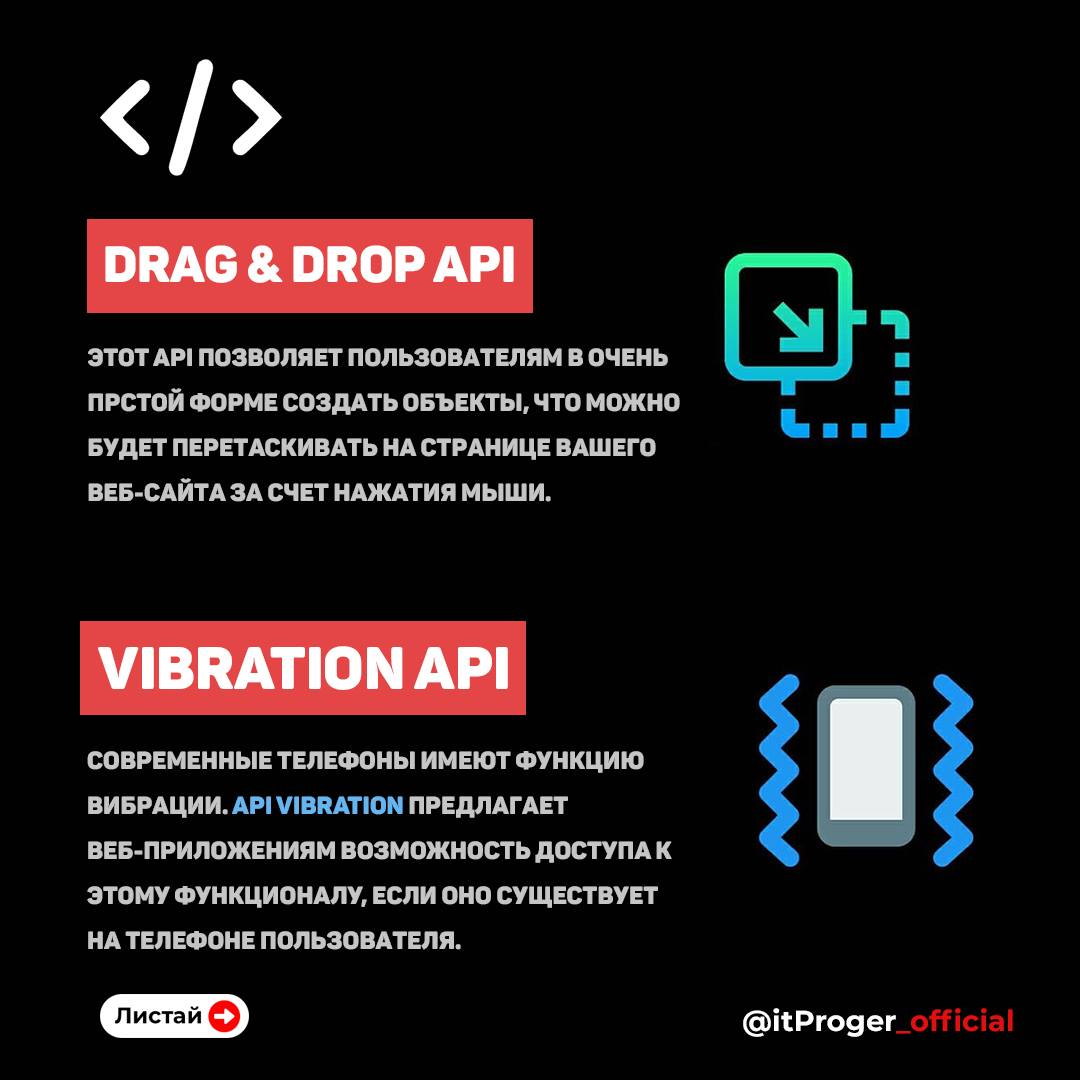 </>
DRAG & DROP API
ЭТОТ API ПОЗВОЛЯЕТ ПОЛЬЗОВАТЕЛЯМ В ОЧЕНЬ
ПРСТОЙ ФОРМЕ СОЗДАТЬ ОБЪЕКТЫ, ЧТО МОЖНО
БУДЕТ ПЕРЕТАСКИВАТЬ НА СТРАНИЦЕ ВАШЕГО
ВЕБ-САЙТА ЗА СЧЕТ НАЖАТИЯ МЫШИ.
VIBRATION API
СОВРЕМЕННЫЕ ТЕЛЕФОНЫ ИМЕЮТ ФУНКЦИЮ
ВИБРАЦИИ. API VIBRATION ПРЕДЛАГАЕТ
ВЕБ-ПРИЛОЖЕНИЯМ ВОЗМОЖНОСТЬ ДОСТУПА К
ЭТОМУ ФУНКЦИОНАЛУ, ЕСЛИ ОНО СУЩЕСТВУЕТ
НА ТЕЛЕФОНЕ ПОЛЬЗОВАТЕЛЯ.
Листай
@itProger_official